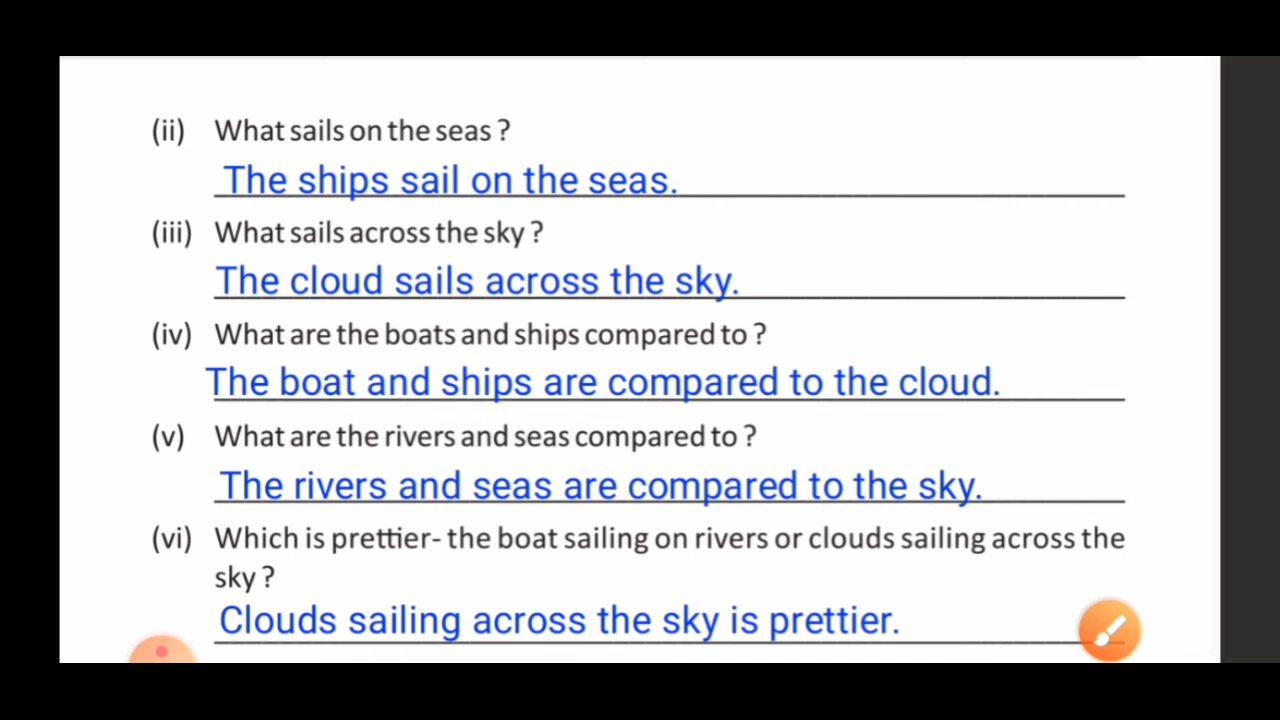 (ii) What sails on the seas ?
The ships sail on the seas.
(iii) What sails across the sky ?
The cloud sails across the sky.
(iv) What are the boats and ships compared to ?
The boat and ships are compared to the cloud.
(v) What are the rivers and seas compared to ?
The rivers and seas are compared to the sky.
(vi) Which is prettier- the boat sailing on rivers or clouds sailing across the
sky ?
Clouds sailing across the sky is prettier.